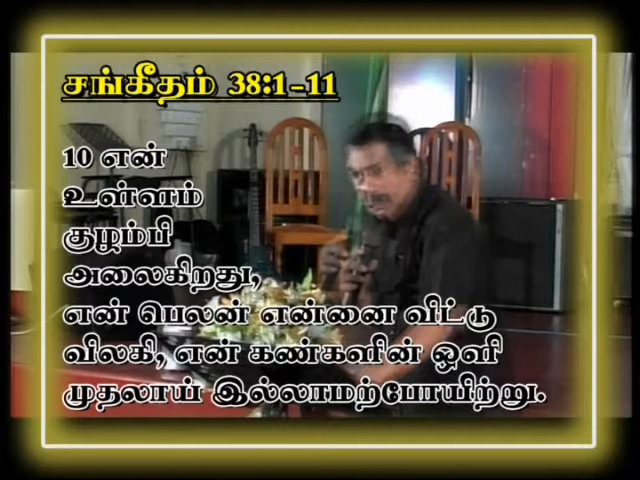 சங்கீதம் 38:1-11
10 என்
உள்ளம்
குழம்பி
அலைகிறது,
என் பெலன் என்னை விட்டு
விலகி, என் கண்களின் ஒளி
முதலாய் இல்லாமற்போயிற்று.